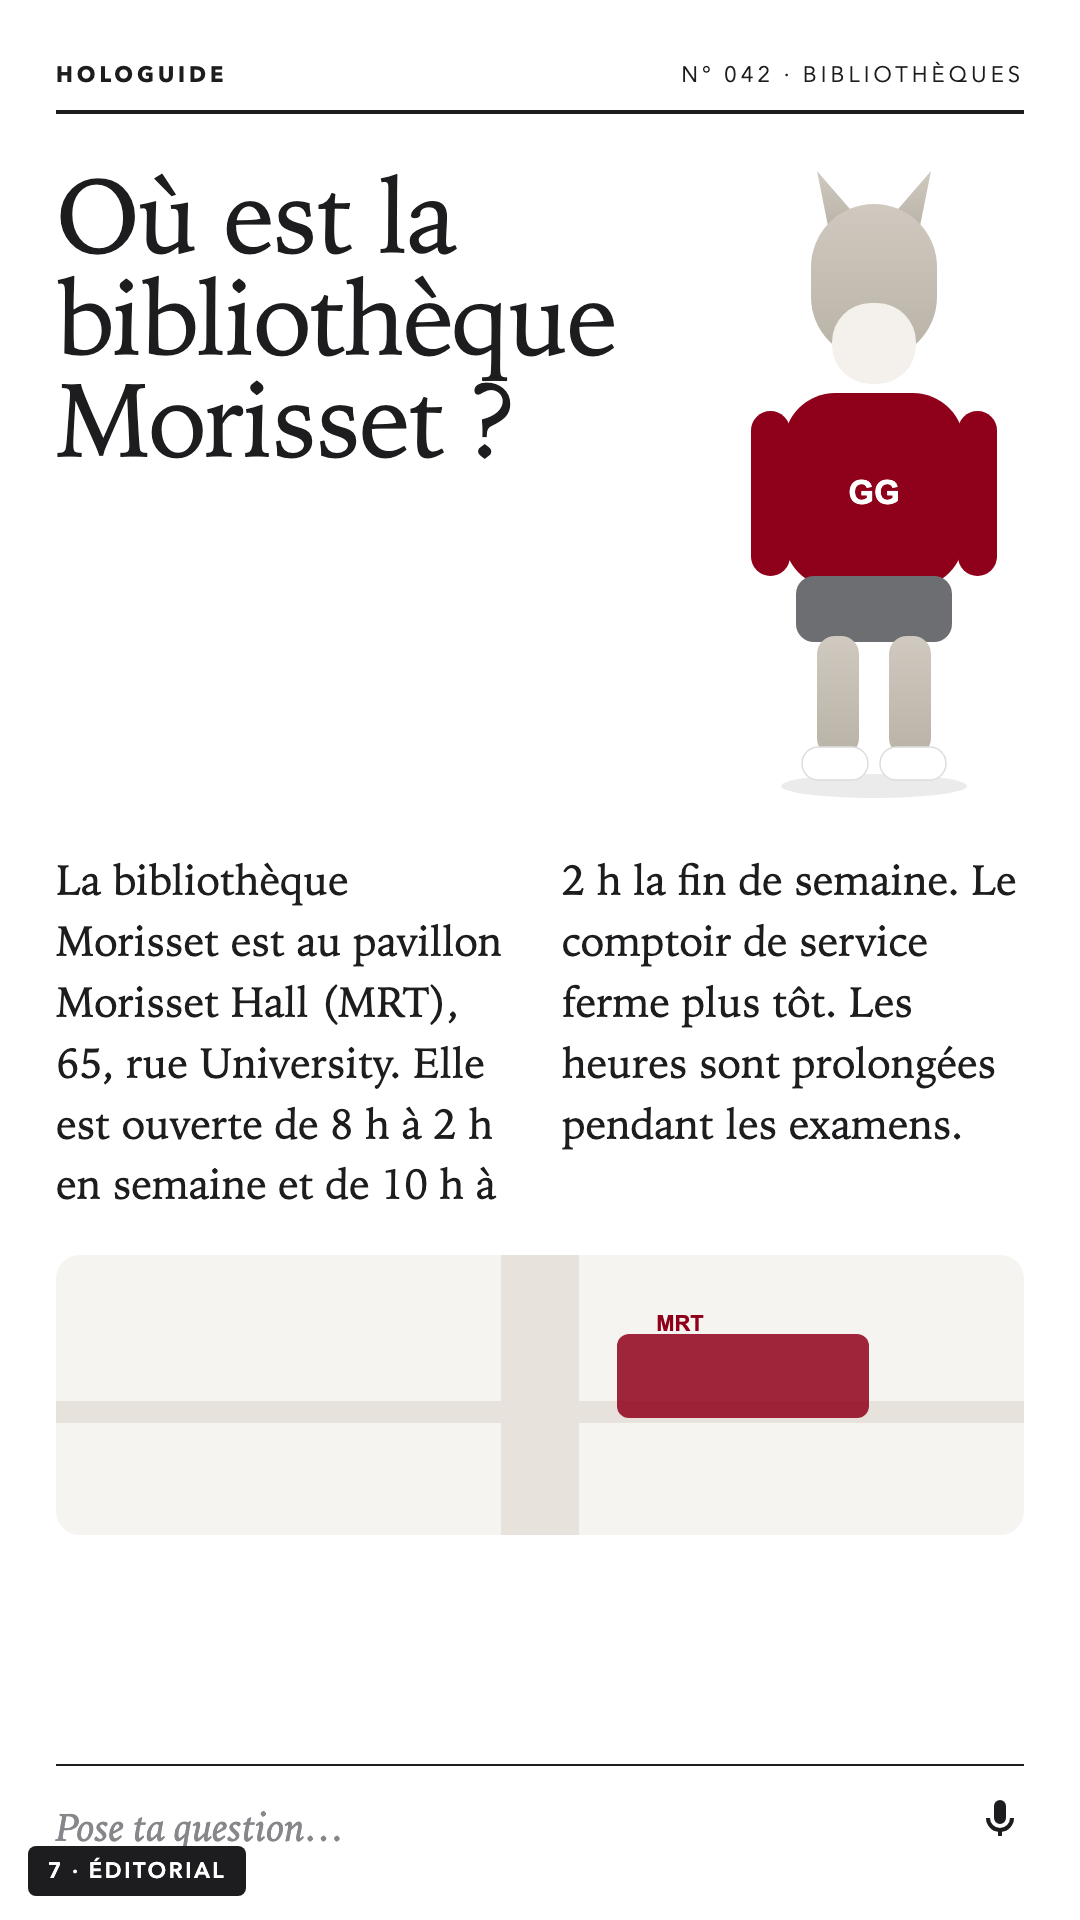 HOLOGUIDE
N° 042 · BIBLIOTHÈQUES
Où est la
bibliothèque
Morisset ?
GG
La bibliothèque
Morisset est au pavillon
Morisset Hall (MRT),
65, rue University. Elle
est ouverte de 8 h à 2 h
en semaine et de 10 h à
2 h la fin de semaine. Le
comptoir de service
ferme plus tôt. Les
heures sont prolongées
pendant les examens.
MRT
Pose ta question…
7 · ÉDITORIAL